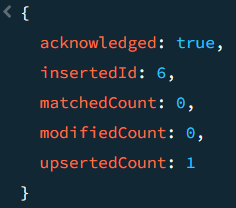 {
acknowledged: true,
insertedId: 6,
matchedCount: 0,
modifiedCount: 0,
upsertedCount: 1
}